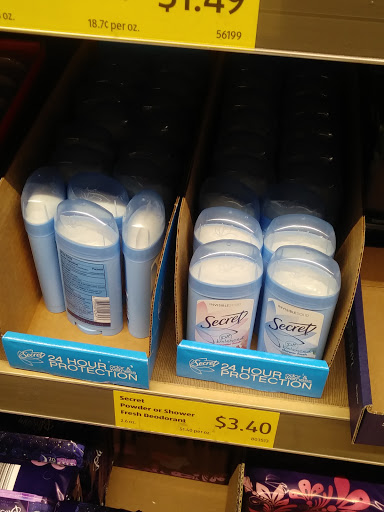 $1.49
oz.
18.7¢ per oz.
56199
Secret
Secret
Secret
24 HOUR
PROTECTION
Secret
24 HOUR
PROTECTION
Secret
Powder or Shower
Fresh Deodorant
$3.40